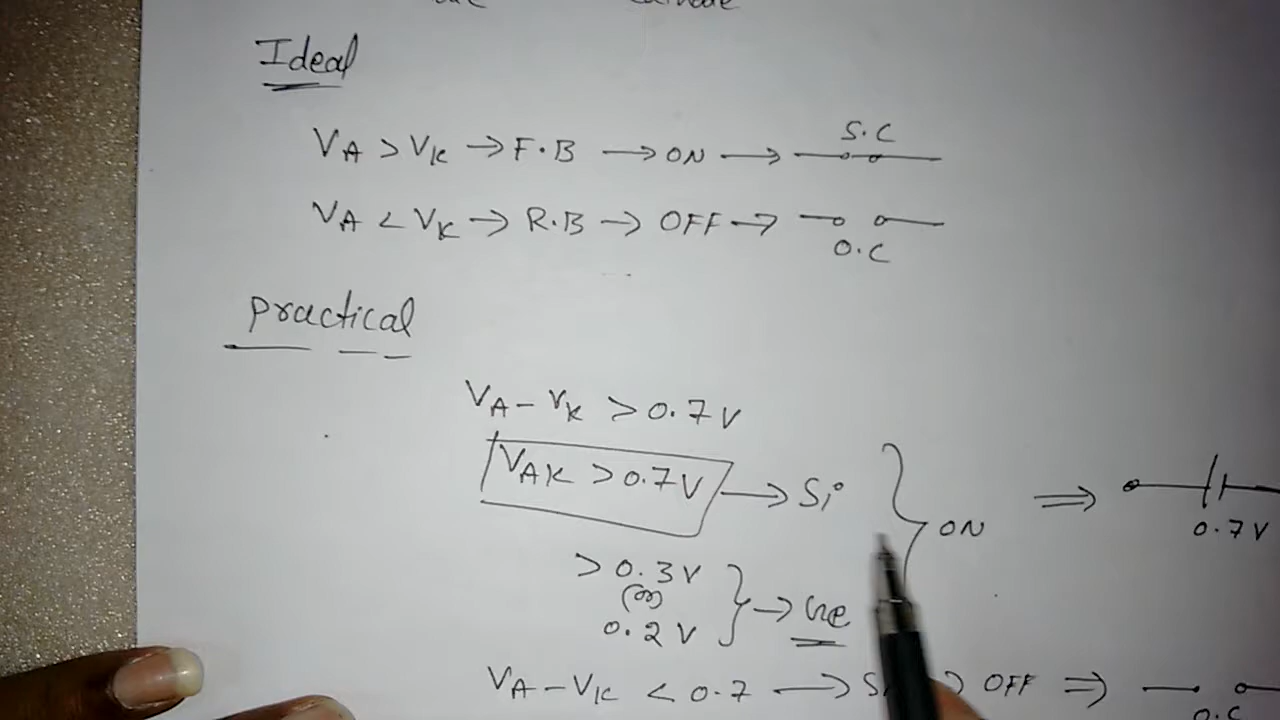 Ideal
S.C
VA > VK → F.B → ON →
VA < VK → R.B → OFF →
O.C
Practical
VA - VK > 0.7V
VAK > 0.7V → Si
ON ⇒
0.7V
> 0.3V
(or)
0.2V
→ Ge
VA - VK < 0.7 → OFF ⇒
O.C